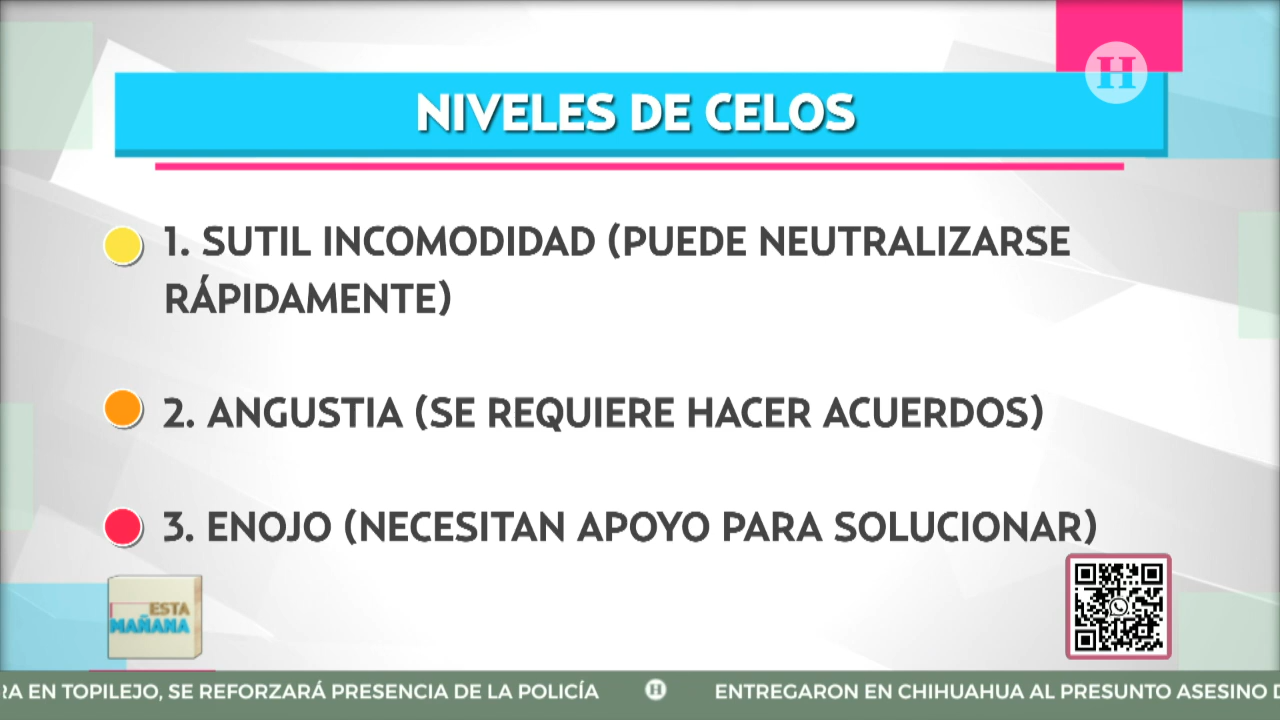 H
NIVELES DE CELOS
1. SUTIL INCOMODIDAD (PUEDE NEUTRALIZARSE
RÁPIDAMENTE)
2. ANGUSTIA (SE REQUIERE HACER ACUERDOS)
3. ENOJO (NECESITAN APOYO PARA SOLUCIONAR)
ESTA
MAÑANA
RA EN TOPILEJO, SE REFORZARÁ PRESENCIA DE LA POLICÍA H ENTREGARON EN CHIHUAHUA AL PRESUNTO ASESINO D